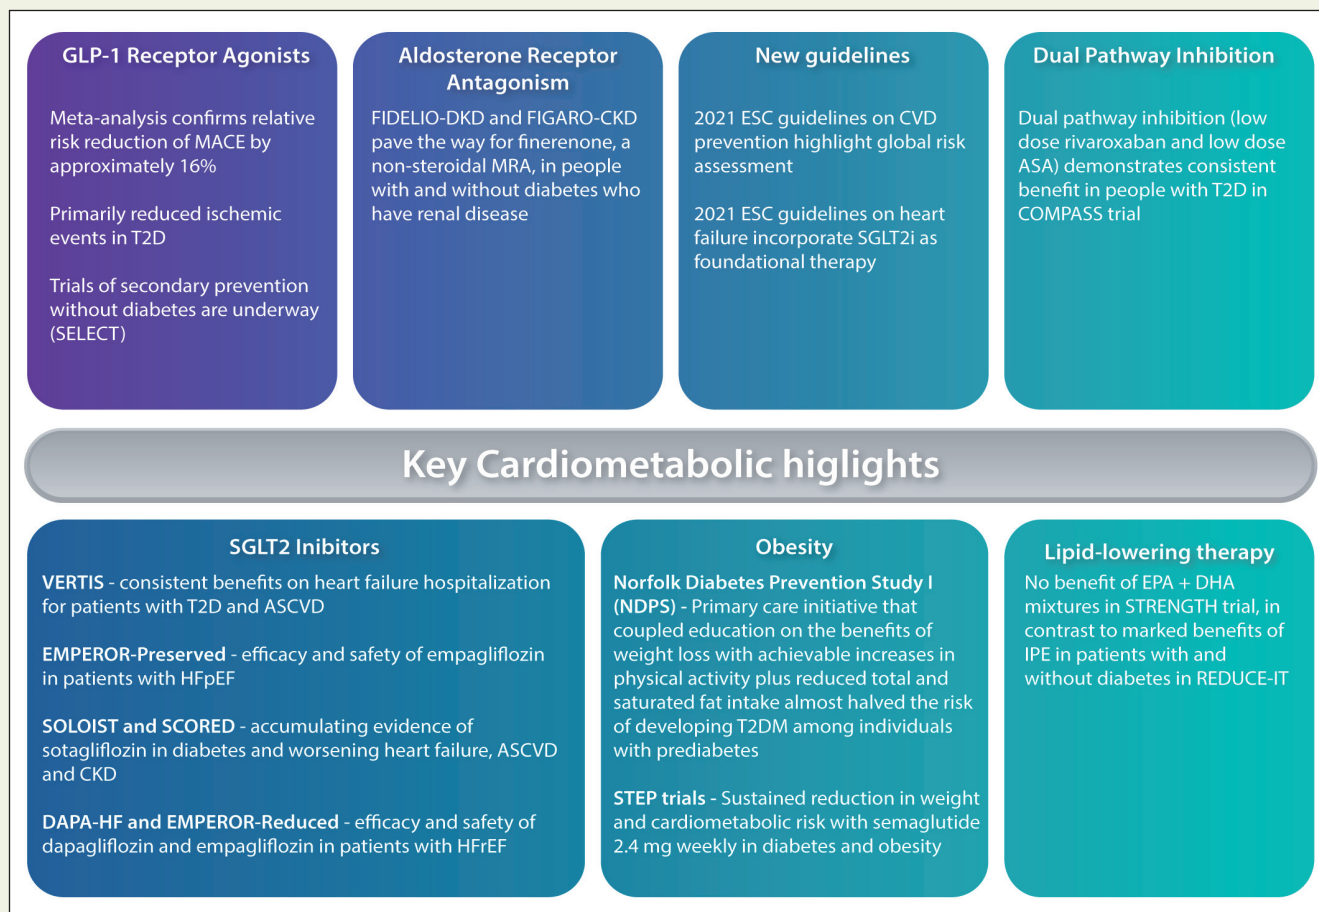 GLP-1 Receptor Agonists
Meta-analysis confirms relative
risk reduction of MACE by
approximately 16%
Primarily reduced ischemic
events in T2D
Trials of secondary prevention
without diabetes are underway
(SELECT)
Aldosterone Receptor
Antagonism
FIDELIO-DKD and FIGARO-CKD
pave the way for finerenone, a
non-steroidal MRA, in people
with and without diabetes who
have renal disease
New guidelines
2021 ESC guidelines on CVD
prevention highlight global risk
assessment
2021 ESC guidelines on heart
failure incorporate SGLT2i as
foundational therapy
Dual Pathway Inhibition
Dual pathway inhibition (low
dose rivaroxaban and low dose
ASA) demonstrates consistent
benefit in people with T2D in
COMPASS trial
Key Cardiometabolic higlights
SGLT2 Inibitors
VERTIS - consistent benefits on heart failure hospitalization
for patients with T2D and ASCVD
EMPEROR-Preserved - efficacy and safety of empagliflozin
in patients with HFpEF
SOLOIST and SCORED - accumulating evidence of
sotagliflozin in diabetes and worsening heart failure, ASCVD
and CKD
DAPA-HF and EMPEROR-Reduced - efficacy and safety of
dapagliflozin and empagliflozin in patients with HFrEF
Obesity
Norfolk Diabetes Prevention Study I
(NDPS) - Primary care initiative that
coupled education on the benefits of
weight loss with achievable increases in
physical activity plus reduced total and
saturated fat intake almost halved the risk
of developing T2DM among individuals
with prediabetes
STEP trials - Sustained reduction in weight
and cardiometabolic risk with semaglutide
2.4 mg weekly in diabetes and obesity
Lipid-lowering therapy
No benefit of EPA + DHA
mixtures in STRENGTH trial, in
contrast to marked benefits of
IPE in patients with and
without diabetes in REDUCE-IT